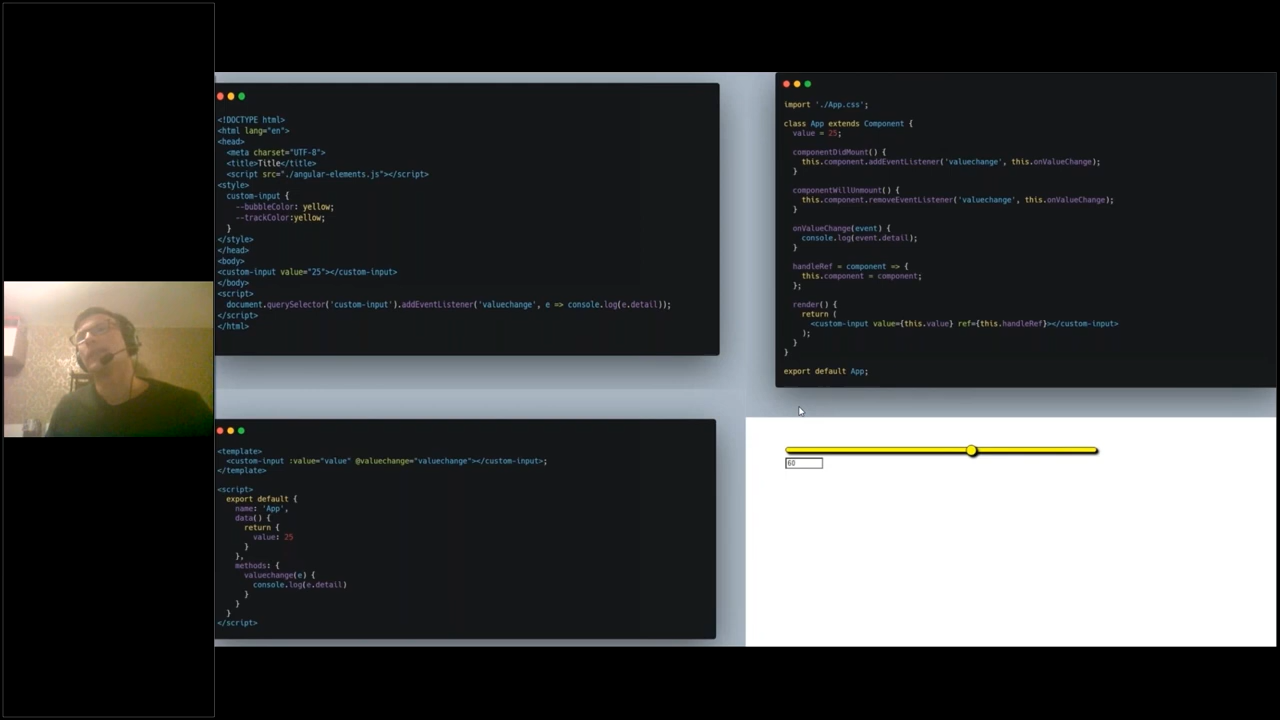 <!DOCTYPE html>
<html lang="en">
<head>
<meta charset="UTF-8">
<title>Title</title>
<script src="./angular-elements.js"></script>
<style>
custom-input {
--bubbleColor: yellow;
--trackColor:yellow;
}
</style>
</head>
<body>
<custom-input value="25"></custom-input>
</body>
<script>
document.querySelector('custom-input').addEventListener('valuechange', e => console.log(e.detail));
</script>
</html>
import './App.css';
class App extends Component {
value = 25;
componentDidMount() {
this.component.addEventListener('valuechange', this.onValueChange);
}
componentWillUnmount() {
this.component.removeEventListener('valuechange', this.onValueChange);
}
onValueChange(event) {
console.log(event.detail);
}
handleRef = component => {
this.component = component;
};
render() {
return (
<custom-input value={this.value} ref={this.handleRef}></custom-input>
);
}
}
export default App;
<template>
<custom-input :value="value" @valuechange="valuechange"></custom-input>;
</template>
<script>
export default {
name: 'App',
data() {
return {
value: 25
}
},
methods: {
valuechange(e) {
console.log(e.detail)
}
}
}
</script>
60